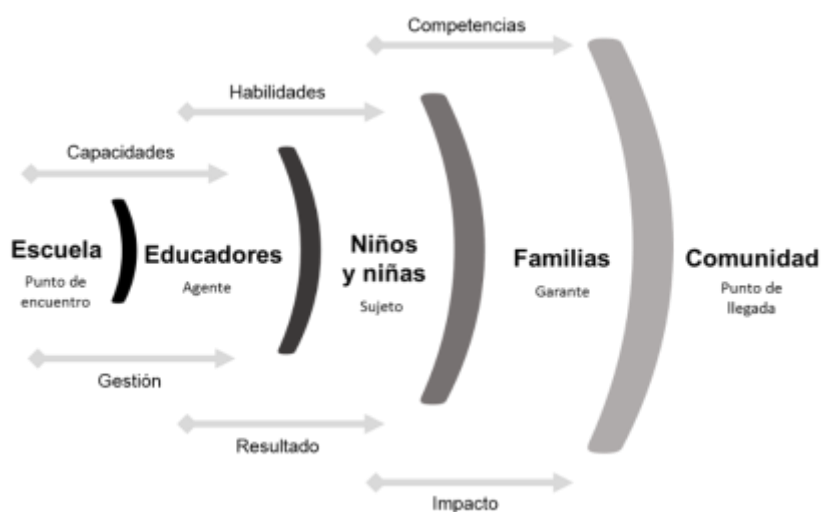 Competencias
Habilidades
Capacidades
Escuela
Punto de
encuentro
Educadores
Agente
Niños
y niñas
Sujeto
Familias
Garante
Comunidad
Punto de
llegada
Gestión
Resultado
Impacto